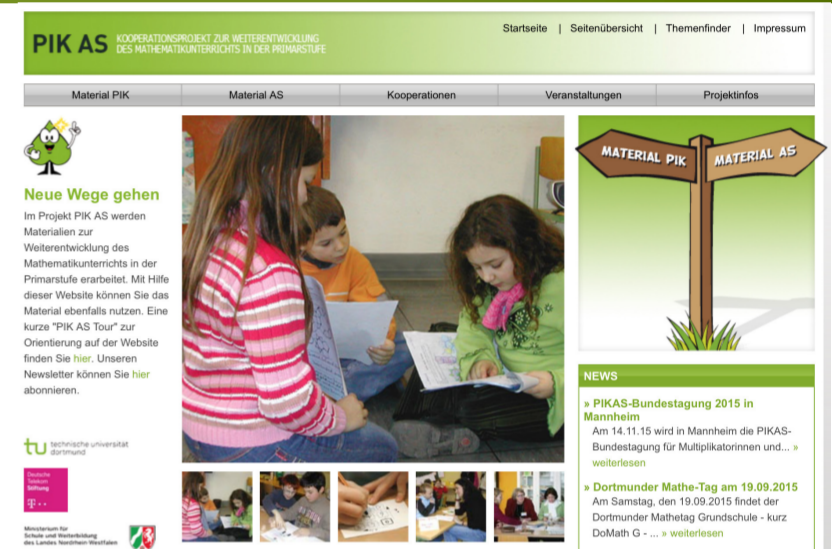 Startseite | Seitenübersicht | Themenfinder | Impressum
PIK AS
KOOPERATIONSPROJEKT ZUR WEITERENTWICKLUNG
DES MATHEMATIKUNTERRICHTS IN DER PRIMARSTUFE
Material PIK
Material AS
Kooperationen
Veranstaltungen
Projektinfos
Neue Wege gehen
Im Projekt PIK AS werden
Materialien zur
Weiterentwicklung des
Mathematikunterrichts in der
Primarstufe erarbeitet. Mit Hilfe
dieser Website können Sie das
Material ebenfalls nutzen. Eine
kurze "PIK AS Tour" zur
Orientierung auf der Website
finden Sie hier. Unseren
Newsletter können Sie hier
abonnieren.
tu technische universität
dortmund
Deutsche
Telekom
Stiftung
T
Ministerium für
Schule und Weiterbildung
des Landes Nordrhein-Westfalen
MATERIAL PIK
MATERIAL AS
NEWS
» PIKAS-Bundestagung 2015 in
Mannheim
Am 14.11.15 wird in Mannheim die PIKAS-
Bundestagung für Multiplikatorinnen und... »
weiterlesen
» Dortmunder Mathe-Tag am 19.09.2015
Am Samstag, den 19.09.2015 findet der
Dortmunder Mathetag Grundschule - kurz
DoMath G - ... » weiterlesen